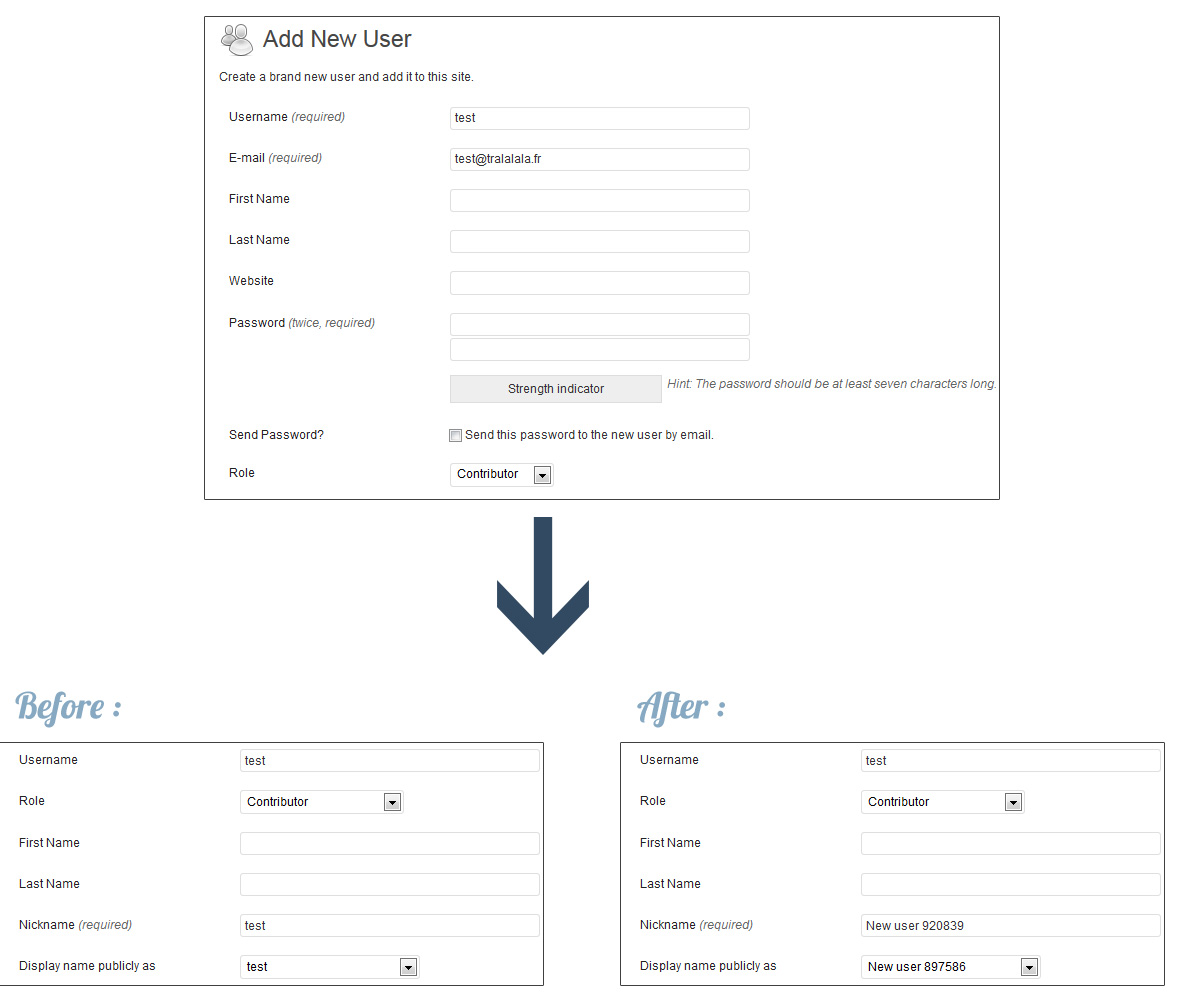 Add New User
Create a brand new user and add it to this site.
Username (required) test
E-mail (required) test@tralalala.fr
First Name
Last Name
Website
Password (twice, required)
Strength indicator Hint: The password should be at least seven characters long.
Send Password? Send this password to the new user by email.
Role Contributor
Before :
Username test
Role Contributor
First Name
Last Name
Nickname (required) test
Display name publicly as test
After :
Username test
Role Contributor
First Name
Last Name
Nickname (required) New user 920839
Display name publicly as New user 897586